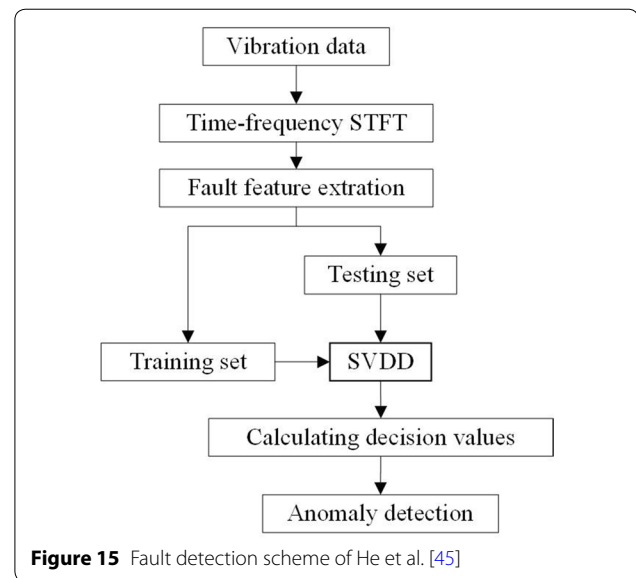 Vibration data
Time-frequency STFT
Fault feature extration
Testing set
Training set
SVDD
Calculating decision values
Anomaly detection
Figure 15 Fault detection scheme of He et al. [45]